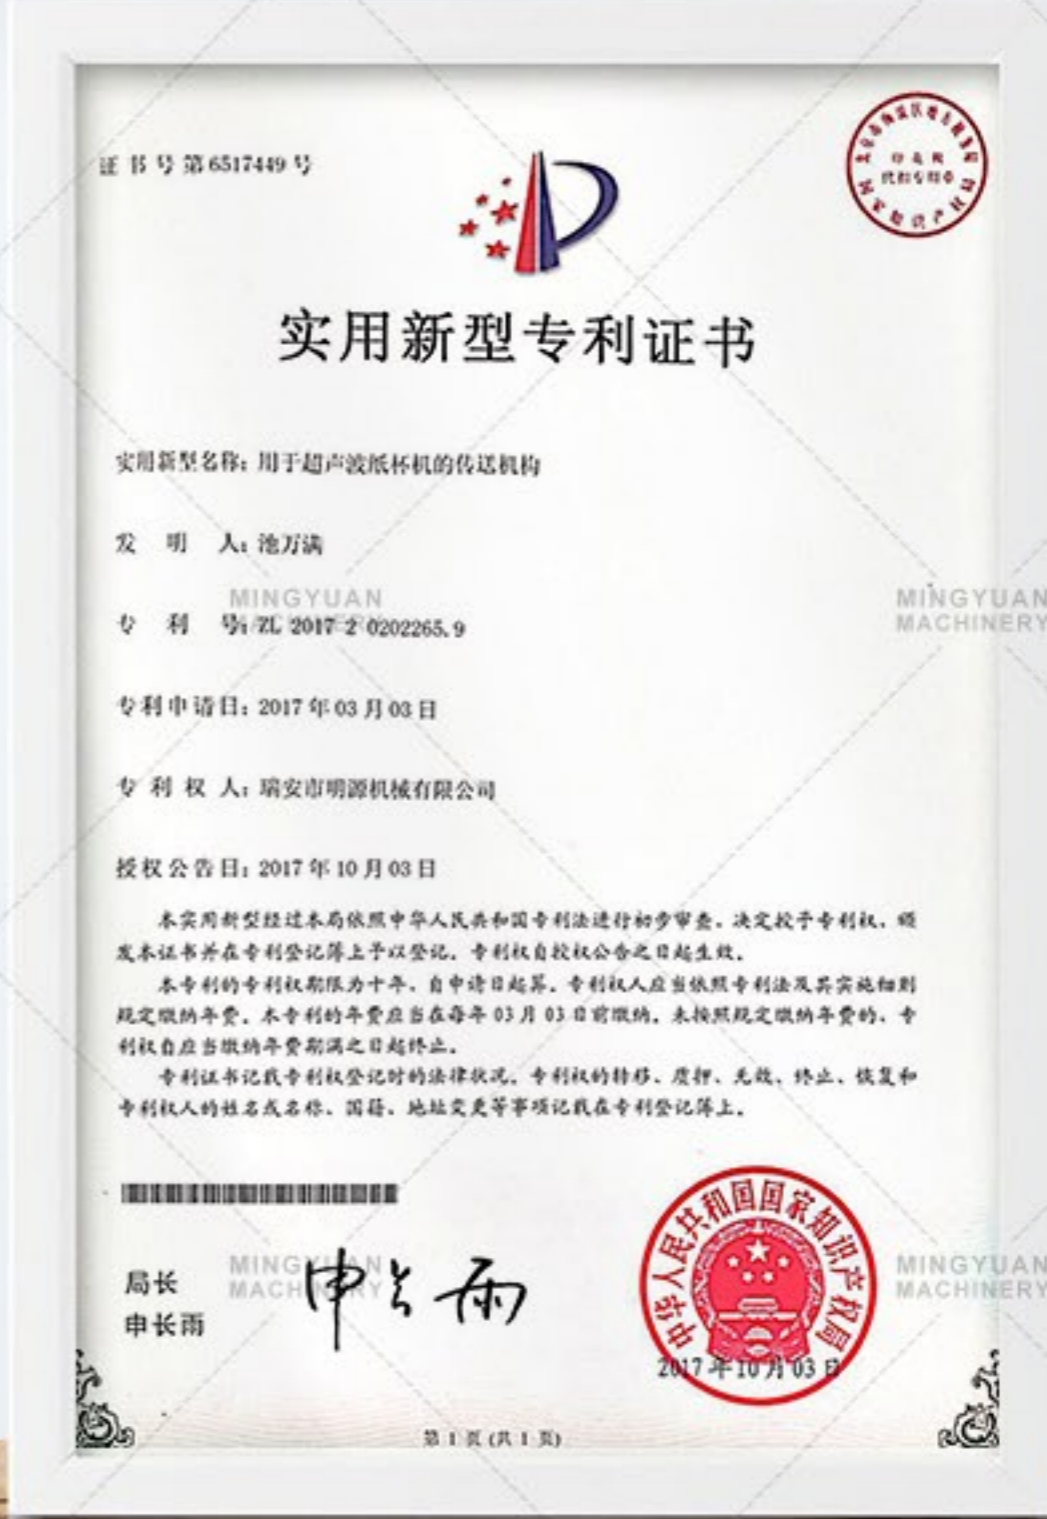 证书号第6517449号
实用新型专利证书
实用新型名称：用于超声波纸杯机的传送机构
发明人：池万满
MINGYUAN
MACHINERY
MINGYUAN
MACHINERY
专利号：ZL 2017 2 0202265.9
专利申请日：2017年03月03日
专利权人：瑞安市明源机械有限公司
授权公告日：2017年10月03日
本实用新型经过本局依照中华人民共和国专利法进行初步审查，决定授予专利权，颁
发本证书并在专利登记簿上予以登记。专利权自授权公告之日起生效。
本专利的专利权期限为十年，自申请日起算。专利权人应当依照专利法及其实施细则
规定缴纳年费。本专利的年费应当在每年03月03日前缴纳。未按照规定缴纳年费的，专
利权自应当缴纳年费期满之日起终止。
专利证书记载专利权登记时的法律状况。专利权的转移、质押、无效、终止、恢复和
专利权人的姓名或名称、国籍、地址变更等事项记载在专利登记簿上。
中华人民共和国国家知识产权局
局长
申长雨
申长雨
MINGYUAN
MACHINERY
MINGYUAN
MACHINERY
2017年10月03日
第1页(共1页)